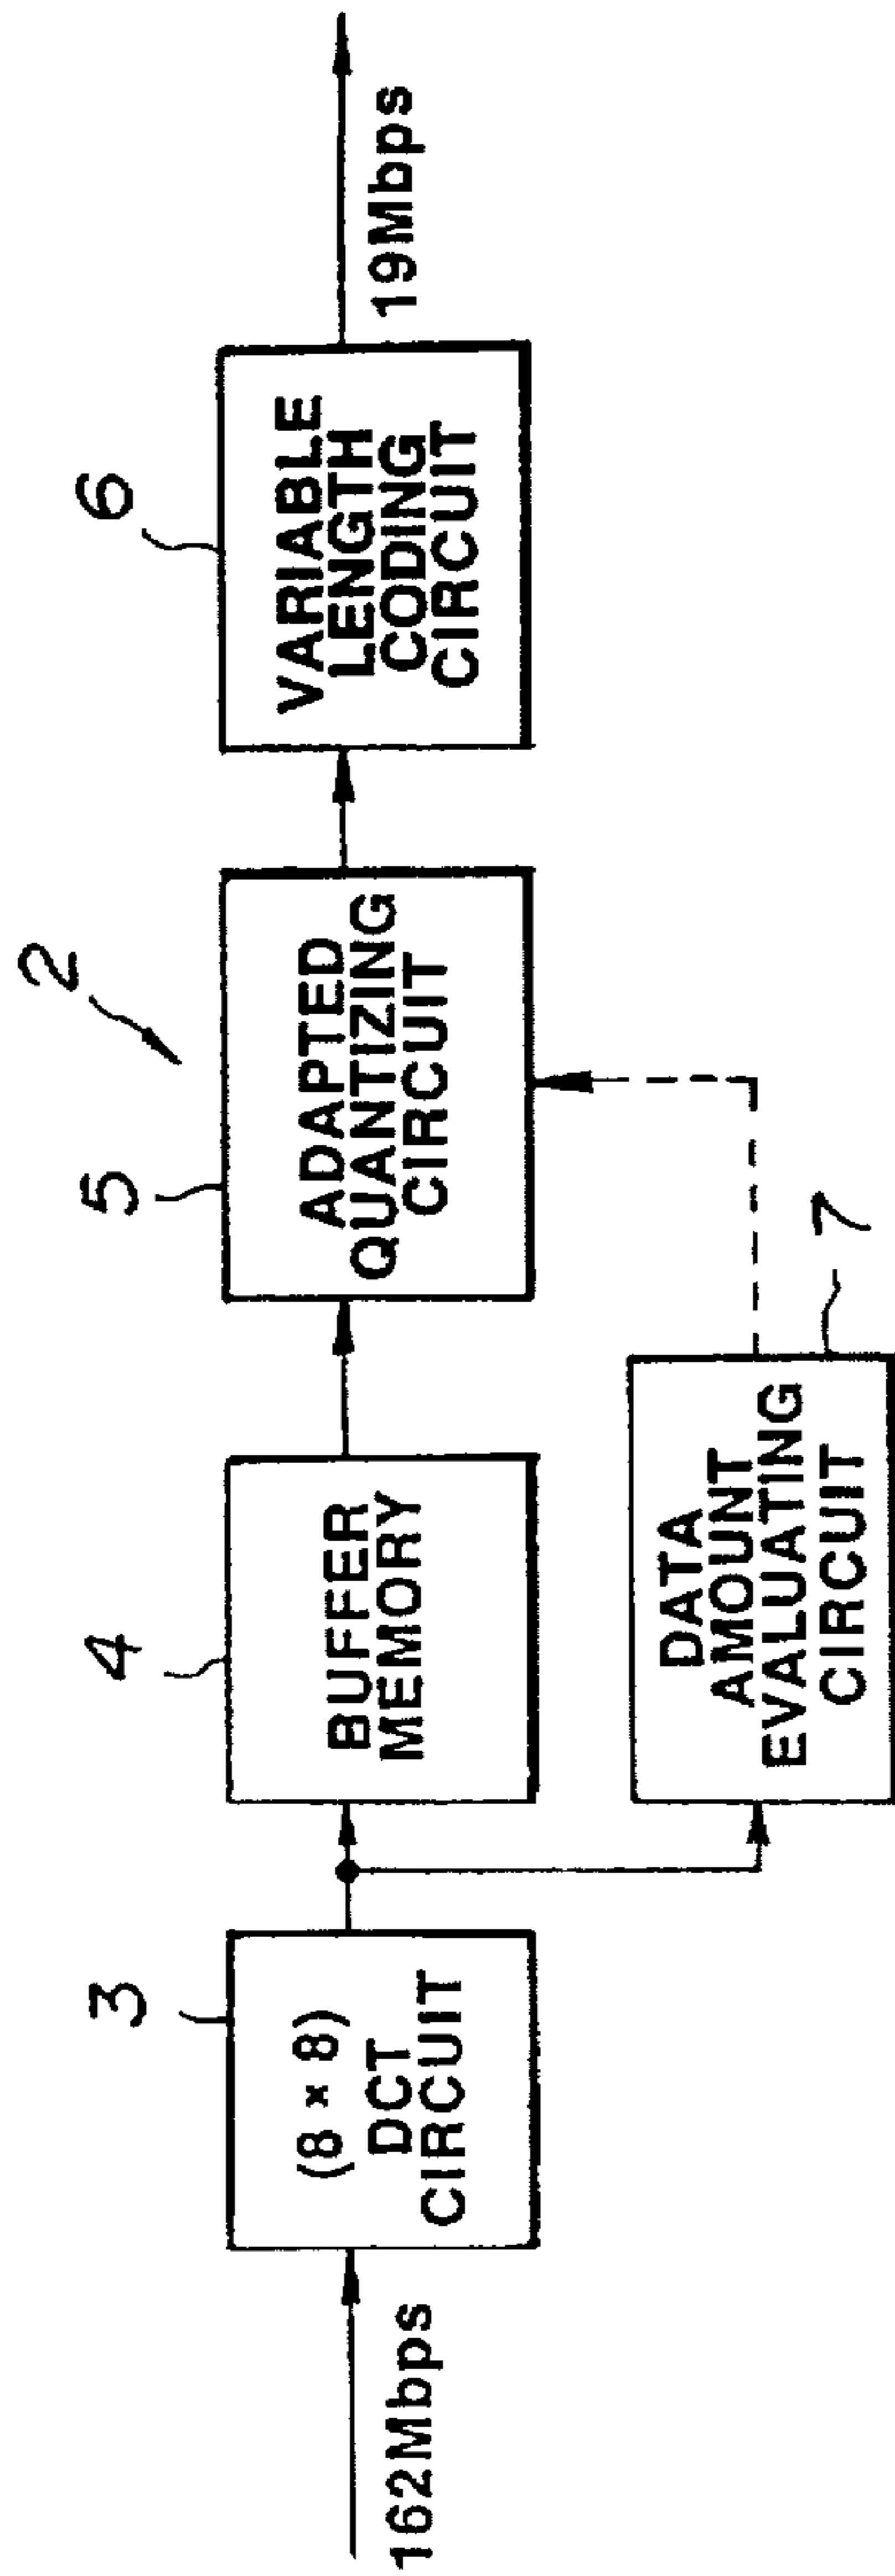 162Mbps
3
(8 × 8)
DCT
CIRCUIT
4
BUFFER
MEMORY
5
ADAPTED
QUANTIZING
CIRCUIT
2
6
VARIABLE
LENGTH
CODING
CIRCUIT
19Mbps
7
DATA
AMOUNT
EVALUATING
CIRCUIT